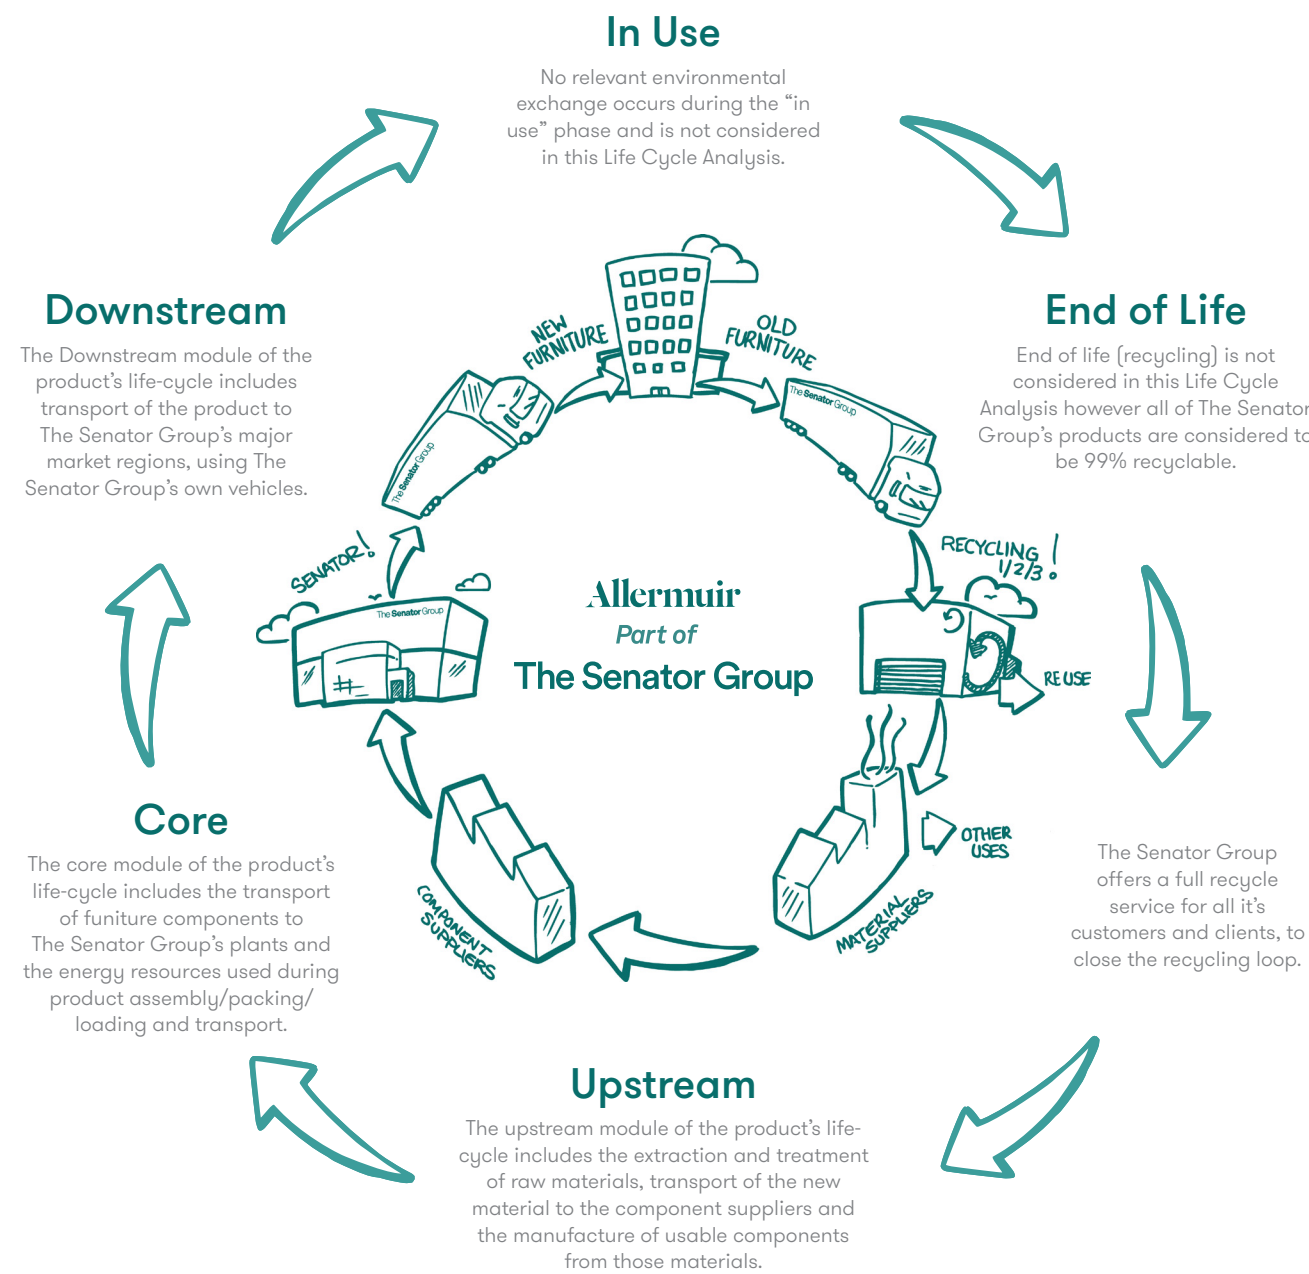 In Use
No relevant environmental
exchange occurs during the “in
use” phase and is not considered
in this Life Cycle Analysis.
Downstream
The Downstream module of the
product’s life-cycle includes
transport of the product to
The Senator Group’s major
market regions, using The
Senator Group’s own vehicles.
End of Life
End of life (recycling) is not
considered in this Life Cycle
Analysis however all of The Senator
Group’s products are considered to
be 99% recyclable.
NEW
FURNITURE
OLD
FURNITURE
The Senator Group
The Senator Group
SENATOR!
RECYCLING!
1/2/3
The Senator Group
Allermuir
Part of
The Senator Group
RE USE
OTHER
USES
COMPONENT
SUPPLIERS
MATERIAL
SUPPLIERS
Core
The core module of the product’s
life-cycle includes the transport
of funiture components to
The Senator Group’s plants and
the energy resources used during
product assembly/packing/
loading and transport.
The Senator Group
offers a full recycle
service for all it’s
customers and clients, to
close the recycling loop.
Upstream
The upstream module of the product’s life-
cycle includes the extraction and treatment
of raw materials, transport of the new
material to the component suppliers and
the manufacture of usable components
from those materials.